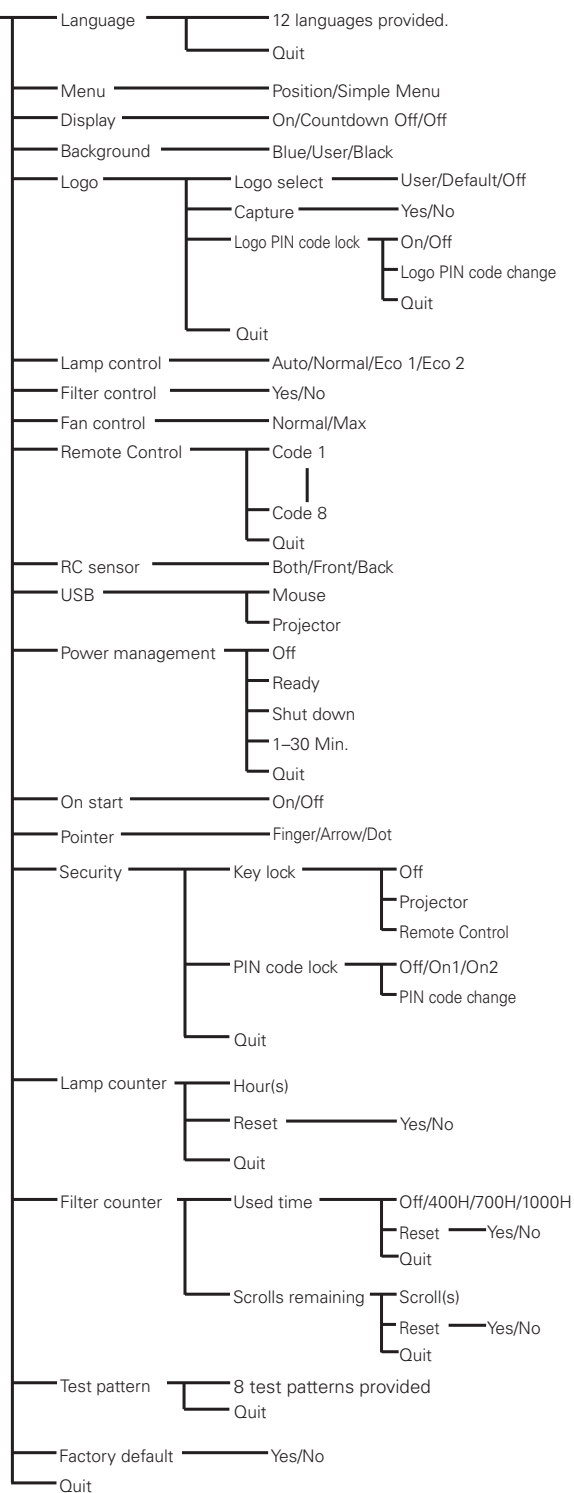 Language 12 languages provided.
Quit
Menu Position/Simple Menu
Display On/Countdown Off/Off
Background Blue/User/Black
Logo Logo select User/Default/Off
Capture Yes/No
Logo PIN code lock On/Off
Logo PIN code change
Quit
Quit
Lamp control Auto/Normal/Eco 1/Eco 2
Filter control Yes/No
Fan control Normal/Max
Remote Control Code 1
Code 8
Quit
RC sensor Both/Front/Back
USB Mouse
Projector
Power management Off
Ready
Shut down
1–30 Min.
Quit
On start On/Off
Pointer Finger/Arrow/Dot
Security Key lock Off
Projector
Remote Control
PIN code lock Off/On1/On2
PIN code change
Quit
Lamp counter Hour(s)
Reset Yes/No
Quit
Filter counter Used time Off/400H/700H/1000H
Reset Yes/No
Quit
Scrolls remaining Scroll(s)
Reset Yes/No
Quit
Test pattern 8 test patterns provided
Quit
Factory default Yes/No
Quit